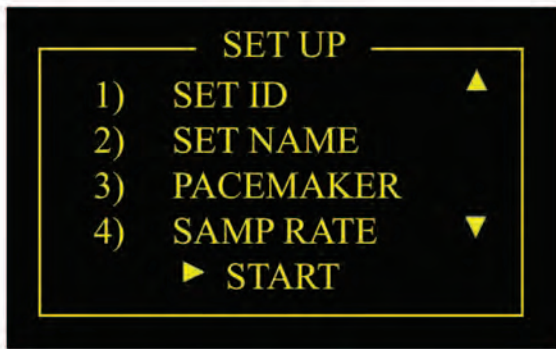 SET UP
1) SET ID
2) SET NAME
3) PACEMAKER
4) SAMP RATE
START